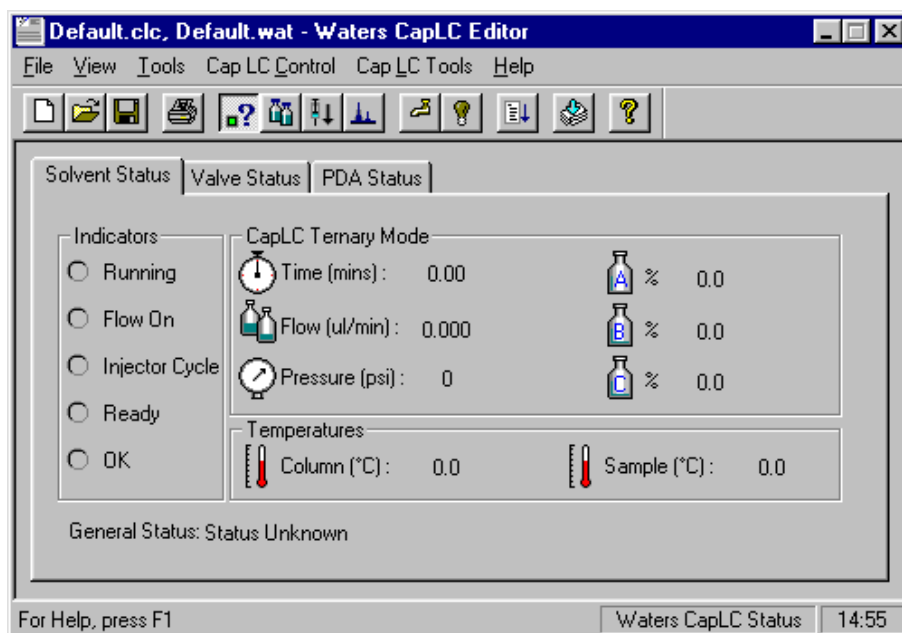 Default.clc, Default.wat - Waters CapLC Editor
File View Tools Cap LC Control Cap LC Tools Help
Solvent Status Valve Status PDA Status
Indicators
Running
Flow On
Injector Cycle
Ready
OK
CapLC Ternary Mode
Time (mins) : 0.00 A % 0.0
Flow (ul/min) : 0.000 B % 0.0
Pressure (psi) : 0 C % 0.0
Temperatures
Column (°C) : 0.0 Sample (°C) : 0.0
General Status: Status Unknown
For Help, press F1 Waters CapLC Status 14:55